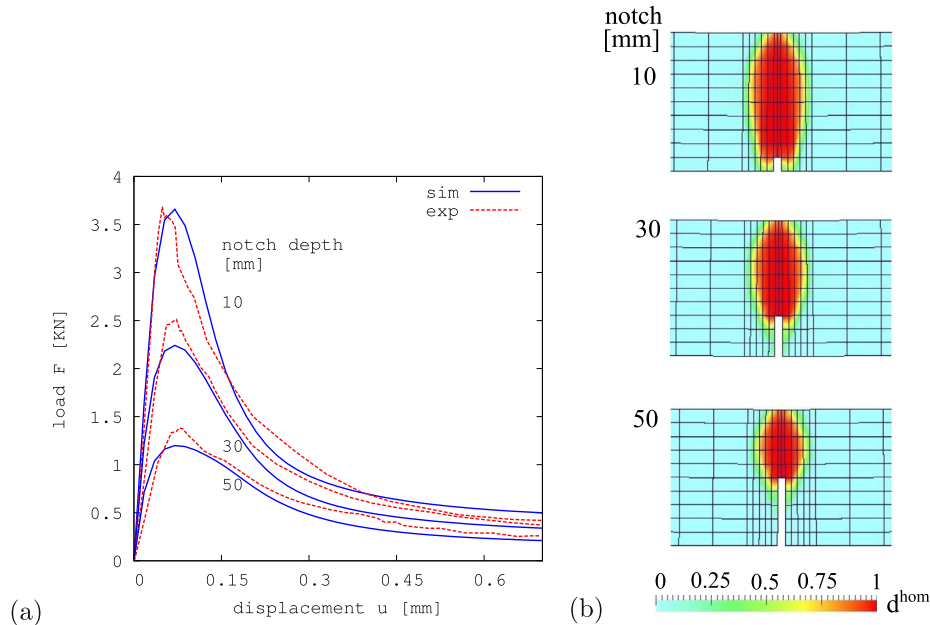 4
3.5
3
2.5
2
1.5
1
0.5
0
load F [KN]
sim
exp
notch depth
[mm]
10
30
50
0
0.15
0.3
0.45
0.6
displacement u [mm]
(a)
notch
[mm]
10
30
50
0 0.25 0.5 0.75 1
d^hom
(b)